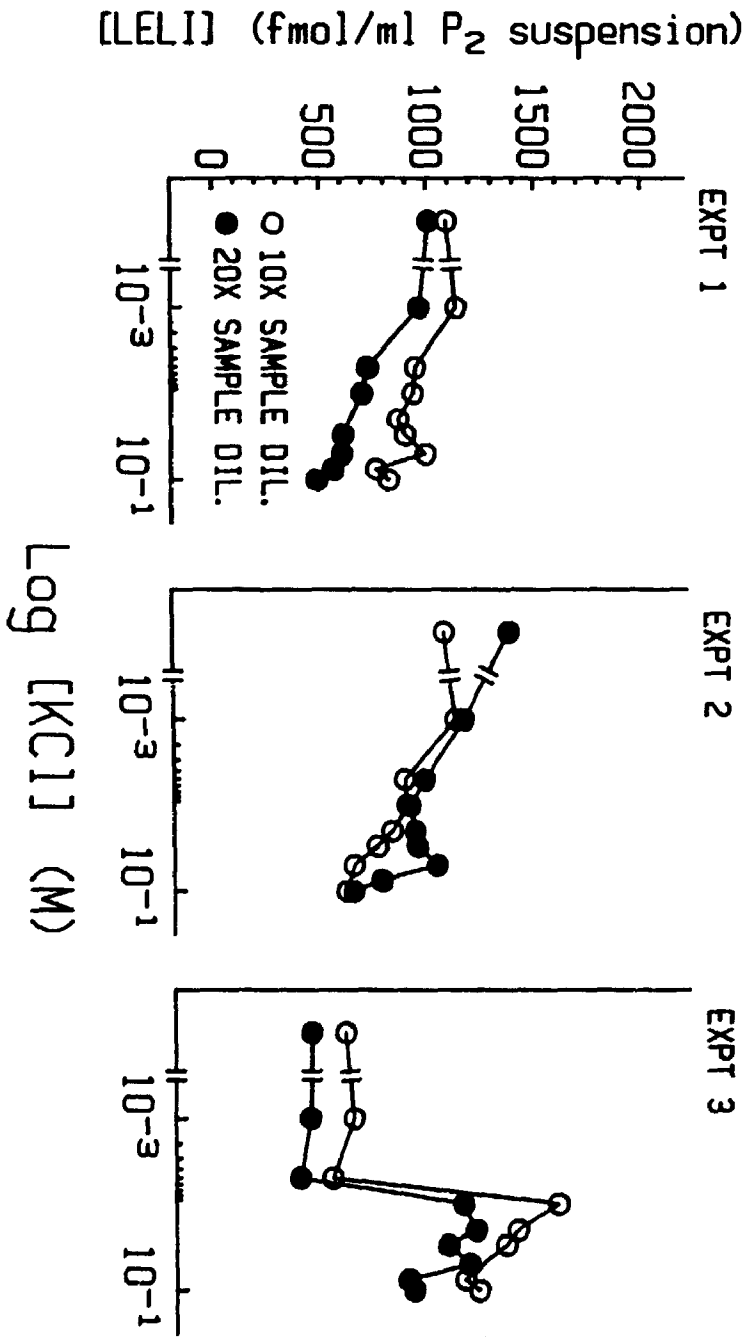 [LELI] (fmol/ml P₂ suspension)
2000
1500
1000
500
0
EXPT 1
○ 10X SAMPLE DIL.
● 20X SAMPLE DIL.
10⁻³
10⁻¹
EXPT 2
10⁻³
10⁻¹
EXPT 3
10⁻³
10⁻¹
Log [KCl] (M)